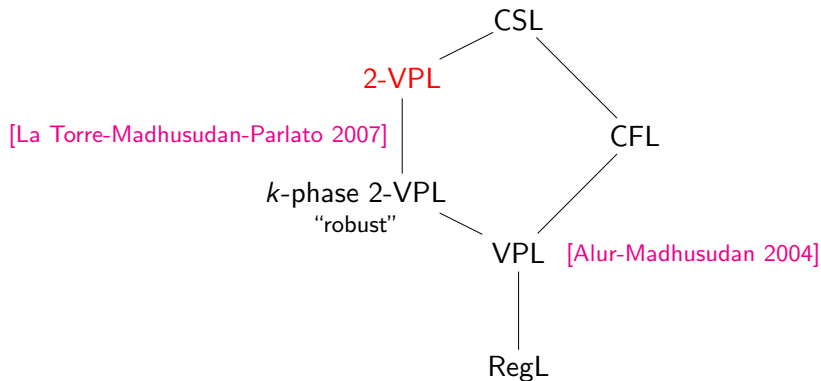 CSL
2-VPL
[La Torre-Madhusudan-Parlato 2007]
CFL
k-phase 2-VPL
“robust”
VPL [Alur-Madhusudan 2004]
RegL